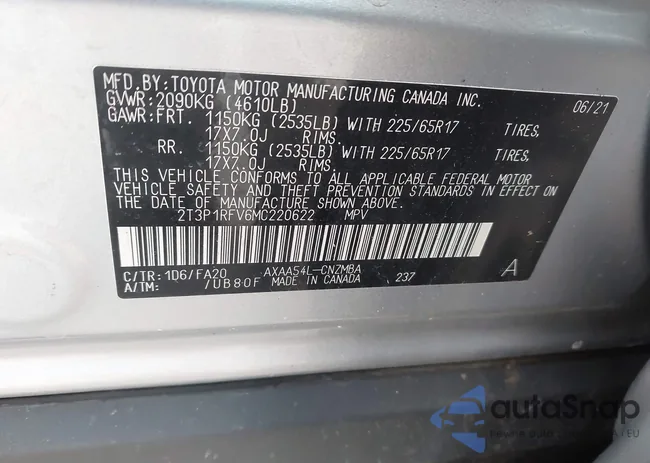 MFD.BY:TOYOTA MOTOR MANUFACTURING CANADA INC.
GVWR:2090KG (4610LB) 06/21
GAWR:FRT. 1150KG (2535LB) WITH 225/65R17 TIRES,
17X7.0J RIMS.
RR. 1150KG (2535LB) WITH 225/65R17 TIRES,
17X7.0J RIMS.
THIS VEHICLE CONFORMS TO ALL APPLICABLE FEDERAL MOTOR
VEHICLE SAFETY AND THEFT PREVENTION STANDARDS IN EFFECT ON
THE DATE OF MANUFACTURE SHOWN ABOVE.
2T3P1RFV6MC220622 MPV
C/TR:1D6/FA20 AXAA54L-CNZMBA A
A/TM: /UB80F MADE IN CANADA 237
autoSnap
/EU